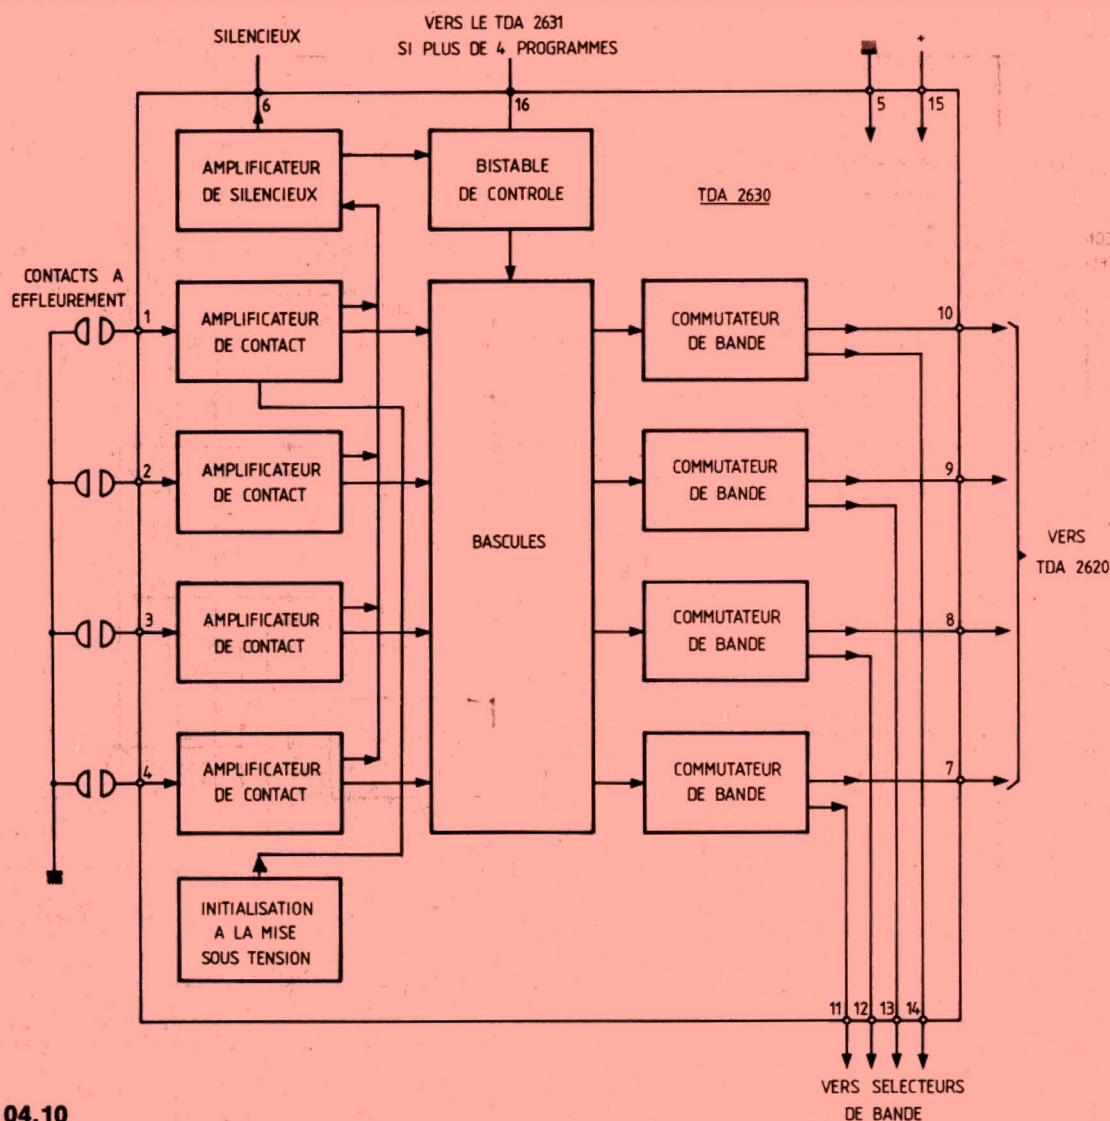 SILENCIEUX
VERS LE TDA 2631
SI PLUS DE 4 PROGRAMMES
+
6
16
5
15
AMPLIFICATEUR
DE SILENCIEUX
BISTABLE
DE CONTROLE
TDA 2630
CONTACTS A
EFFLEUREMENT
1
AMPLIFICATEUR
DE CONTACT
COMMUTATEUR
DE BANDE
10
2
AMPLIFICATEUR
DE CONTACT
COMMUTATEUR
DE BANDE
9
BASCULES
VERS
TDA 2620
3
AMPLIFICATEUR
DE CONTACT
COMMUTATEUR
DE BANDE
8
4
AMPLIFICATEUR
DE CONTACT
COMMUTATEUR
DE BANDE
7
INITIALISATION
A LA MISE
SOUS TENSION
11
12
13
14
VERS SELECTEURS
DE BANDE
04.10